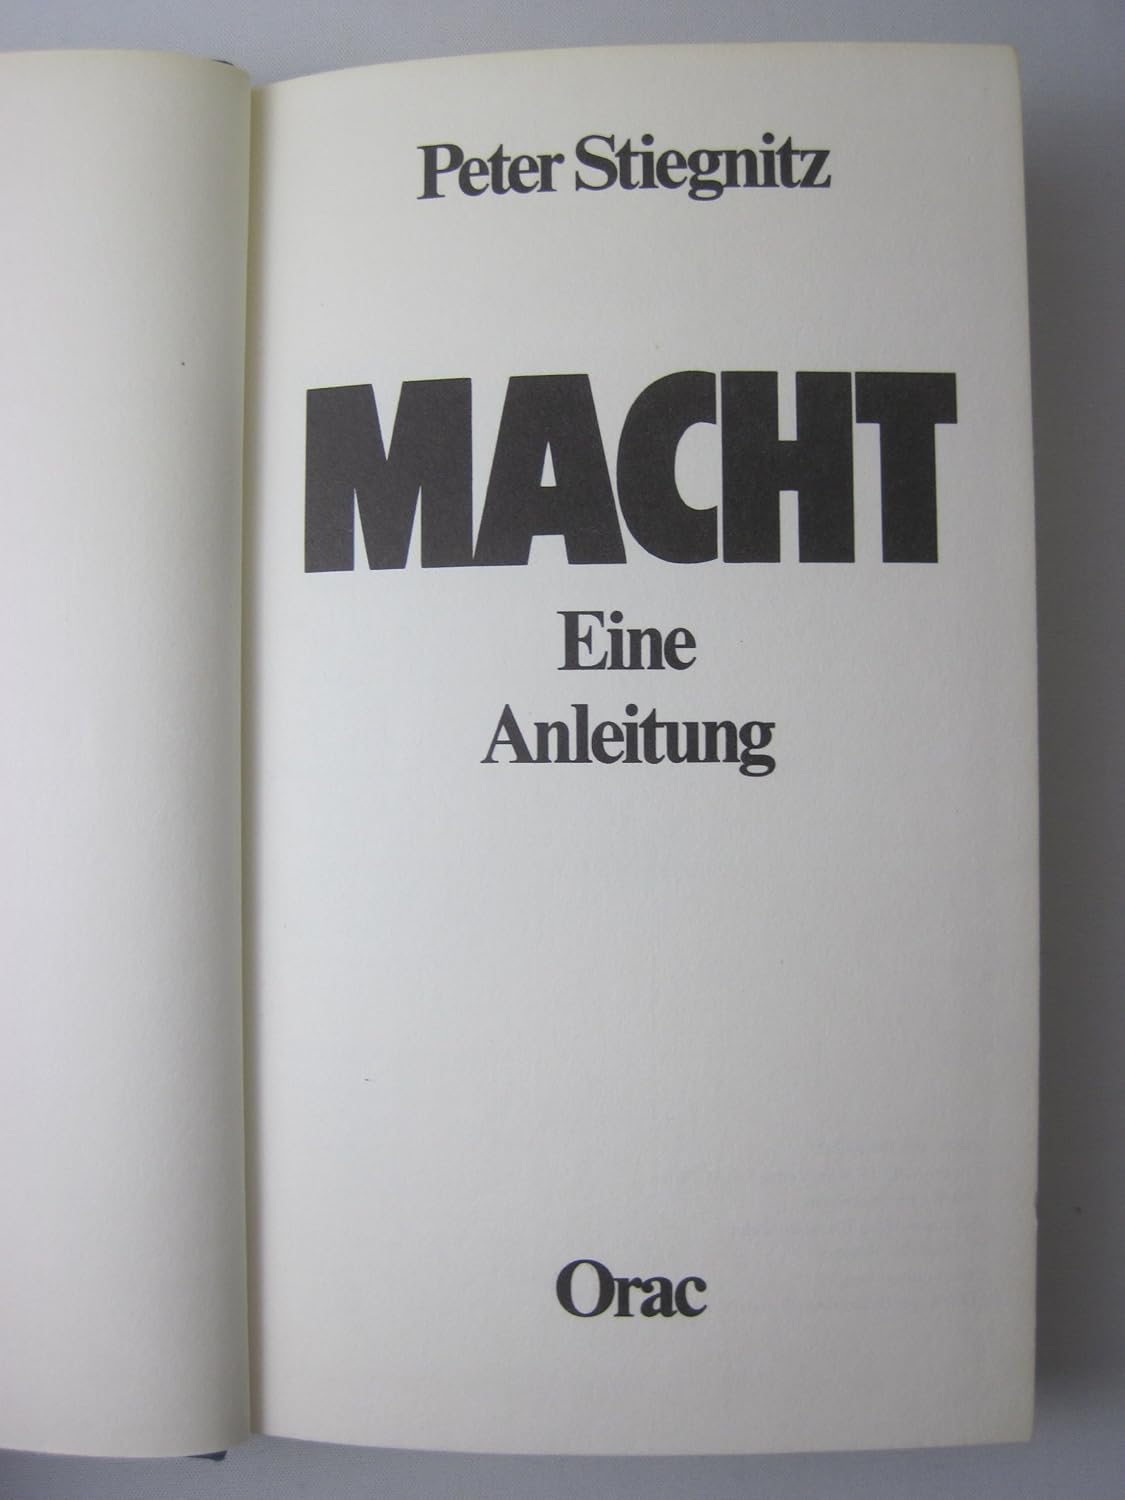 Peter Stiegnitz
MACHT
Eine
Anleitung
Orac